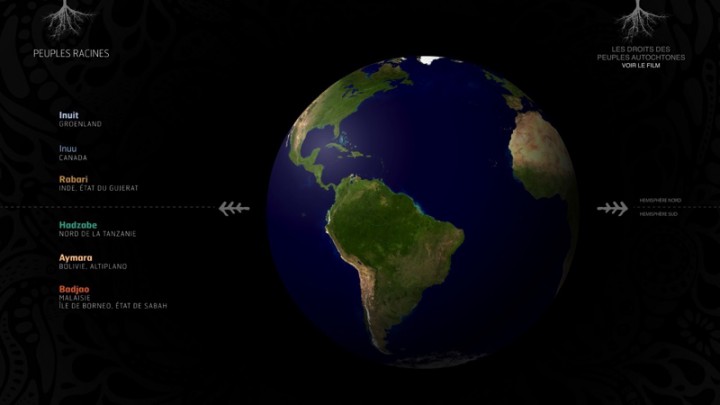 PEUPLES RACINES
LES DROITS DES
PEUPLES AUTOCHTONES
VOIR LE FILM
Inuit
GROENLAND
Inuu
CANADA
Rabari
INDE, ÉTAT DU GUJERAT
HÉMISPHÈRE NORD
HÉMISPHÈRE SUD
Hadzabe
NORD DE LA TANZANIE
Aymara
BOLIVIE, ALTIPLANO
Badjao
MALAISIE
ÎLE DE BORNEO, ÉTAT DE SABAH